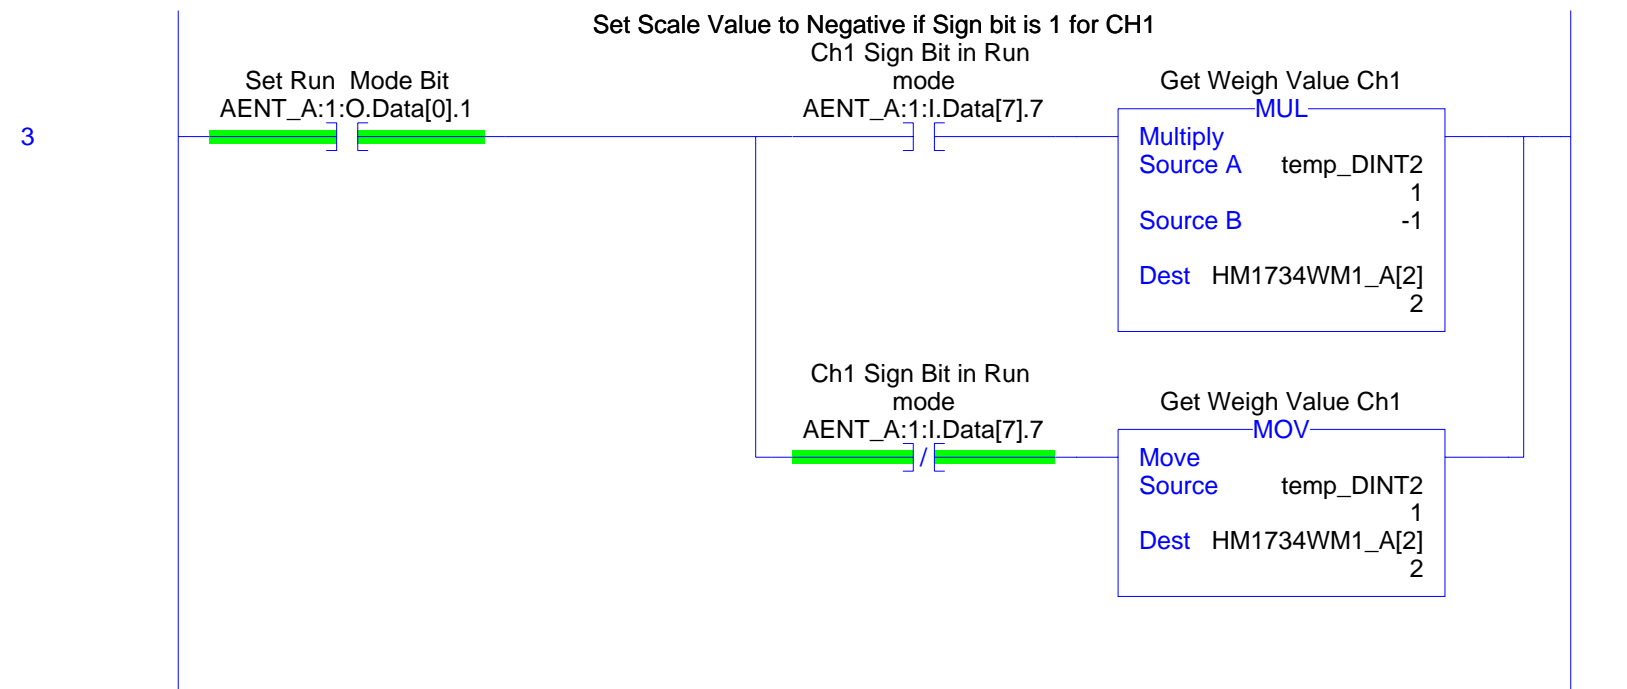 Set Scale Value to Negative if Sign bit is 1 for CH1
Ch1 Sign Bit in Run
Set Run  Mode Bit mode Get Weigh Value Ch1
AENT_A:1:O.Data[0].1 AENT_A:1:I.Data[7].7 MUL
3 Multiply
Source A temp_DINT2
1
Source B -1
Dest HM1734WM1_A[2]
2
Ch1 Sign Bit in Run
mode Get Weigh Value Ch1
AENT_A:1:I.Data[7].7 MOV
/ Move
Source temp_DINT2
1
Dest HM1734WM1_A[2]
2